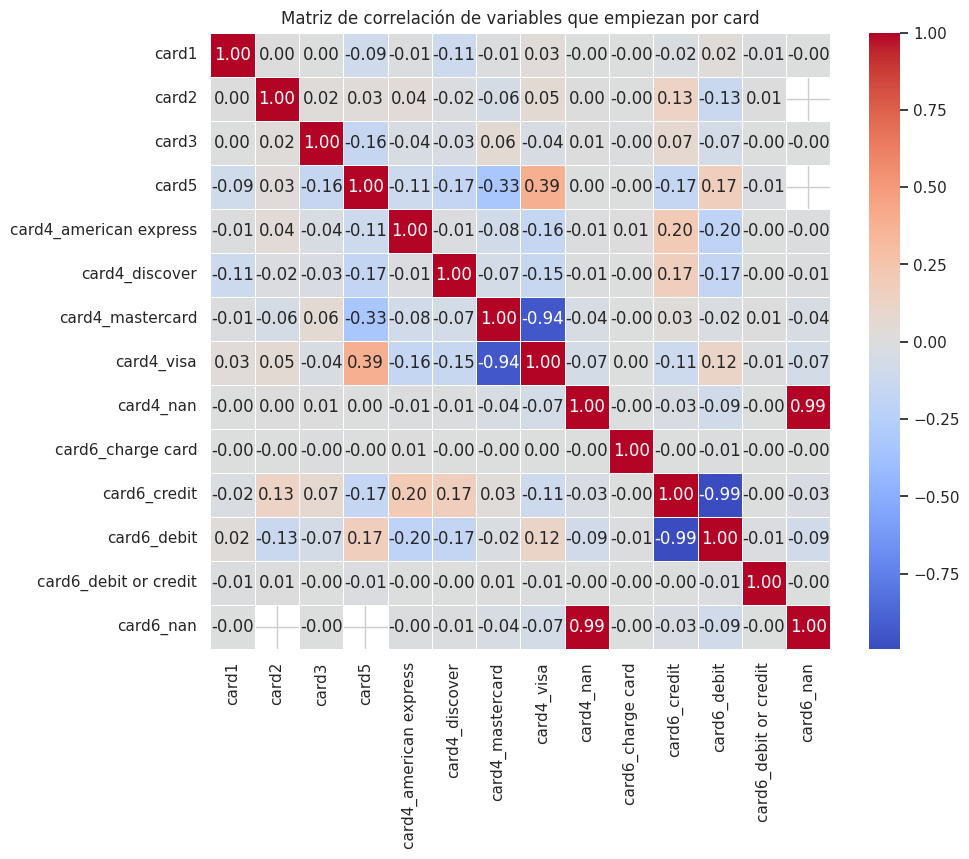 Matriz de correlación de variables que empiezan por card
card1 1.00 0.00 0.00 -0.09 -0.01 -0.11 -0.01 0.03 -0.00 -0.00 -0.02 0.02 -0.01 -0.00
card2 0.00 1.00 0.02 0.03 0.04 -0.02 -0.06 0.05 0.00 -0.00 0.13 -0.13 0.01
card3 0.00 0.02 1.00 -0.16 -0.04 -0.03 0.06 -0.04 0.01 -0.00 0.07 -0.07 -0.00 -0.00
card5 -0.09 0.03 -0.16 1.00 -0.11 -0.17 -0.33 0.39 0.00 -0.00 -0.17 0.17 -0.01
card4_american express -0.01 0.04 -0.04 -0.11 1.00 -0.01 -0.08 -0.16 -0.01 0.01 0.20 -0.20 -0.00 -0.00
card4_discover -0.11 -0.02 -0.03 -0.17 -0.01 1.00 -0.07 -0.15 -0.01 -0.00 0.17 -0.17 -0.00 -0.01
card4_mastercard -0.01 -0.06 0.06 -0.33 -0.08 -0.07 1.00 -0.94 -0.04 -0.00 0.03 -0.02 0.01 -0.04
card4_visa 0.03 0.05 -0.04 0.39 -0.16 -0.15 -0.94 1.00 -0.07 0.00 -0.11 0.12 -0.01 -0.07
card4_nan -0.00 0.00 0.01 0.00 -0.01 -0.01 -0.04 -0.07 1.00 -0.00 -0.03 -0.09 -0.00 0.99
card6_charge card -0.00 -0.00 -0.00 -0.00 0.01 -0.00 -0.00 0.00 -0.00 1.00 -0.00 -0.01 -0.00 -0.00
card6_credit -0.02 0.13 0.07 -0.17 0.20 0.17 0.03 -0.11 -0.03 -0.00 1.00 -0.99 -0.00 -0.03
card6_debit 0.02 -0.13 -0.07 0.17 -0.20 -0.17 -0.02 0.12 -0.09 -0.01 -0.99 1.00 -0.01 -0.09
card6_debit or credit -0.01 0.01 -0.00 -0.01 -0.00 -0.00 0.01 -0.01 -0.00 -0.00 -0.00 -0.01 1.00 -0.00
card6_nan -0.00 -0.00 -0.00 -0.01 -0.04 -0.07 0.99 -0.00 -0.03 -0.09 -0.00 1.00
card1
card2
card3
card5
card4_american express
card4_discover
card4_mastercard
card4_visa
card4_nan
card6_charge card
card6_credit
card6_debit
card6_debit or credit
card6_nan
1.00
0.75
0.50
0.25
0.00
−0.25
−0.50
−0.75